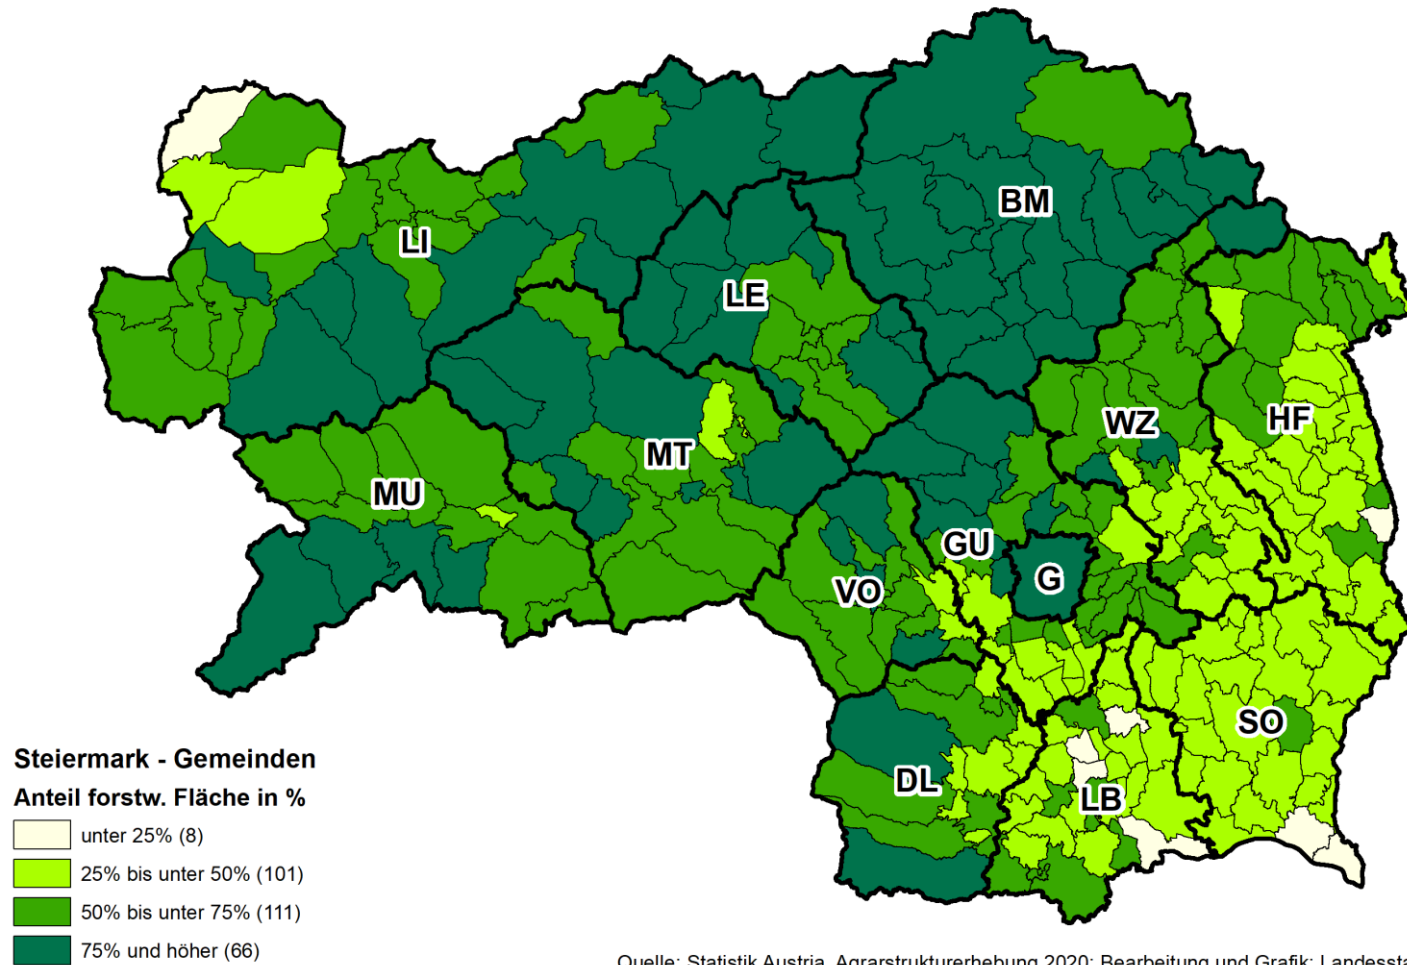 BM
LI
LE
WZ
HF
MT
MU
GU
G
VO
SO
DL
LB
Steiermark - Gemeinden
Anteil forstw. Fläche in %
unter 25% (8)
25% bis unter 50% (101)
50% bis unter 75% (111)
75% und höher (66)
Quelle: Statistik Austria, Agrarstrukturerhebung 2020; Bearbeitung und Grafik: Landessta